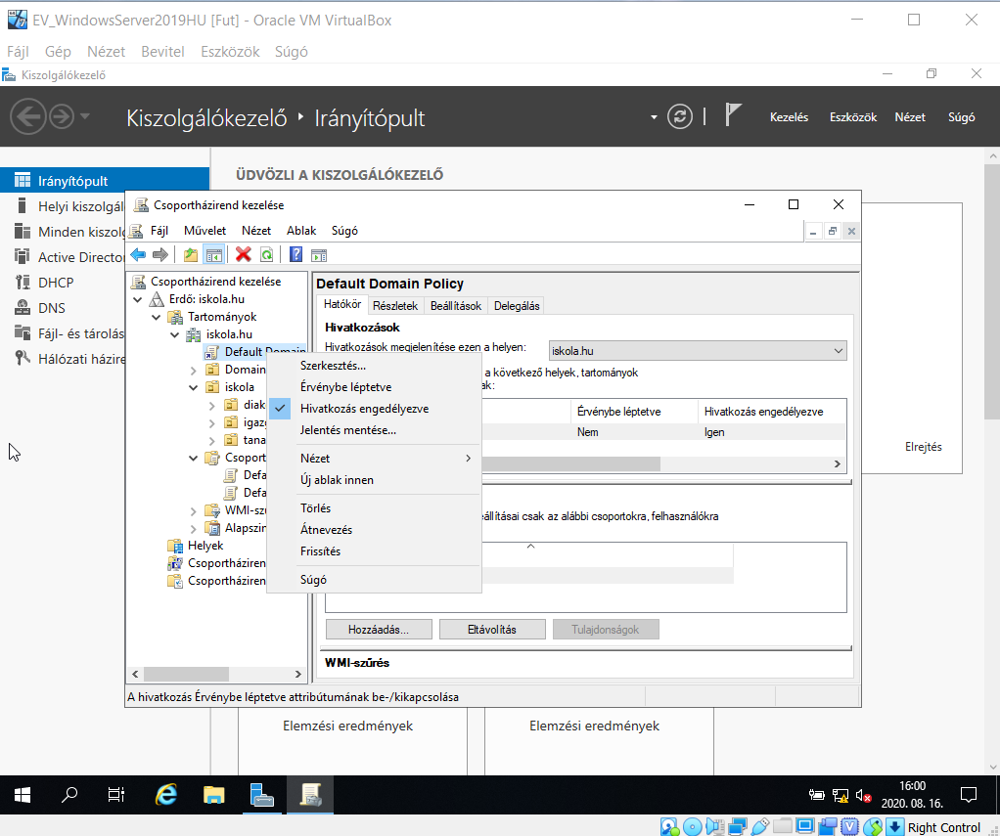 EV_WindowsServer2019HU [Fut] - Oracle VM VirtualBox
Fájl Gép Nézet Bevitel Eszközök Súgó
Kiszolgálókezelő
Kiszolgálókezelő Irányítópult
Kezelés Eszközök Nézet Súgó
Irányítópult
Helyi kiszolgál
Minden kiszolg
Active Director
DHCP
DNS
Fájl- és tárolás
Hálózati házire
ÜDVÖZLI A KISZOLGÁLÓKEZELŐ
Csoportházirend kezelése
Fájl Művelet Nézet Ablak Súgó
Csoportházirend kezelése
Erdő: iskola.hu
Tartományok
iskola.hu
Default Domain
Domain
iskola
diak
igazg
tana
Csoport
Defa
Defa
WMI-szű
Alapszin
Helyek
Csoportháziren
Csoportháziren
Szerkesztés...
Érvénybe léptetve
Hivatkozás engedélyezve
Jelentés mentése...
Nézet
Új ablak innen
Törlés
Átnevezés
Frissítés
Súgó
Default Domain Policy
Hatókör Részletek Beállítások Delegálás
Hivatkozások
Hivatkozások megjelenítése ezen a helyen: iskola.hu
a következő helyek, tartományok
ak:
Érvénybe léptetve Hivatkozás engedélyezve
Nem Igen
eállításai csak az alábbi csoportokra, felhasználókra
Hozzáadás... Eltávolítás Tulajdonságok
WMI-szűrés
A hivatkozás Érvénybe léptetve attribútumának be-/kikapcsolása
Elrejtés
Elemzési eredmények Elemzési eredmények
16:00
2020. 08. 16.
Right Control